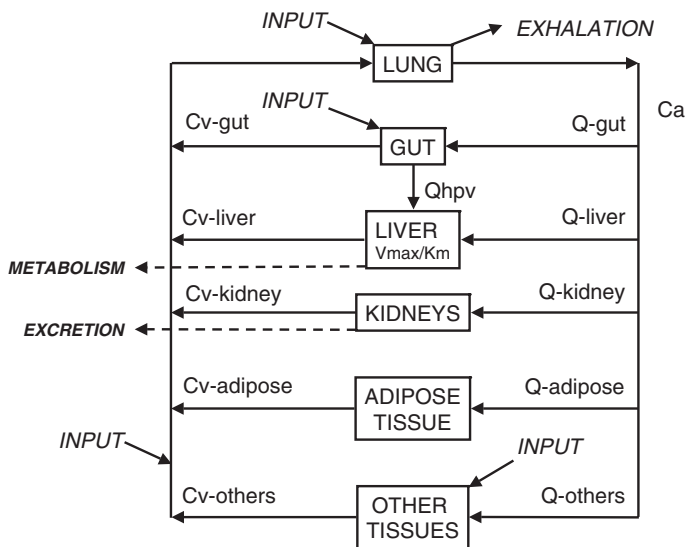 INPUT
EXHALATION
LUNG
INPUT
Ca
Cv-gut
Q-gut
GUT
Qhpv
Cv-liver
Q-liver
LIVER
Vmax/Km
METABOLISM
Cv-kidney
Q-kidney
KIDNEYS
EXCRETION
Cv-adipose
Q-adipose
ADIPOSE
TISSUE
INPUT
INPUT
Cv-others
Q-others
OTHER
TISSUES